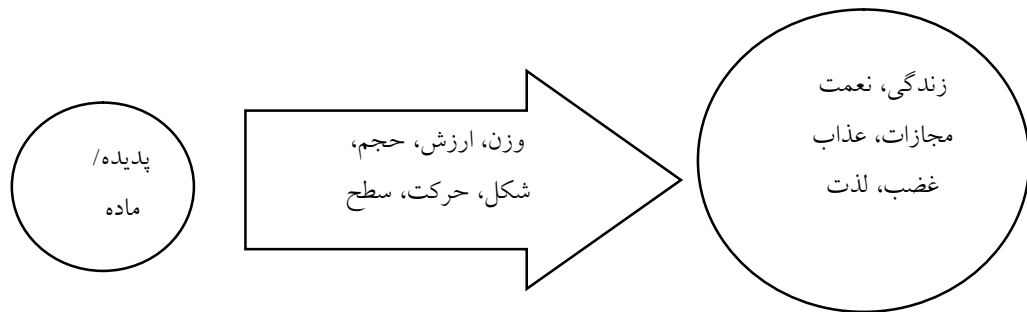 زندگی، نعمت
مجازات، عذاب
غضب، لذت
وزن، ارزش، حجم،
شکل، حرکت، سطح
پدیده/
ماده